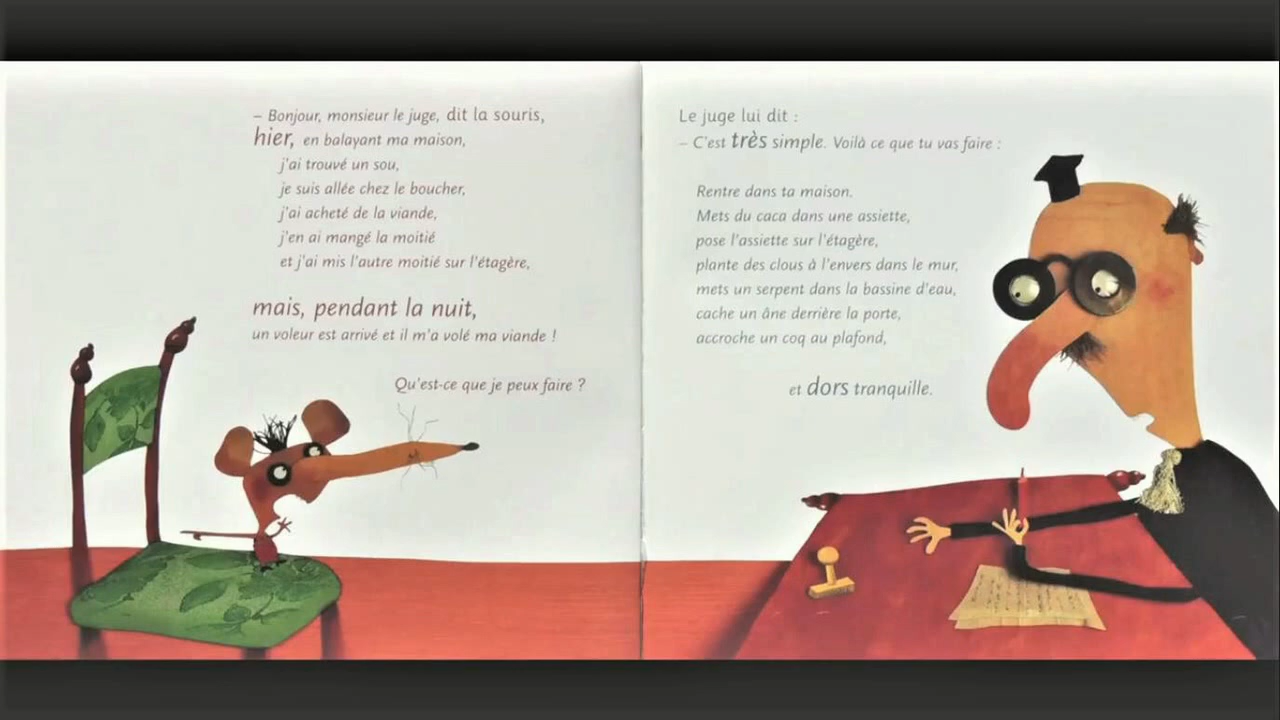 – Bonjour, monsieur le juge, dit la souris,
hier, en balayant ma maison,
j'ai trouvé un sou,
je suis allée chez le boucher,
j'ai acheté de la viande,
j'en ai mangé la moitié
et j'ai mis l'autre moitié sur l'étagère,
mais, pendant la nuit,
un voleur est arrivé et il m'a volé ma viande !
Qu'est-ce que je peux faire ?
Le juge lui dit :
– C'est très simple. Voilà ce que tu vas faire :
Rentre dans ta maison.
Mets du caca dans une assiette,
pose l'assiette sur l'étagère,
plante des clous à l'envers dans le mur,
mets un serpent dans la bassine d'eau,
cache un âne derrière la porte,
accroche un coq au plafond,
et dors tranquille.